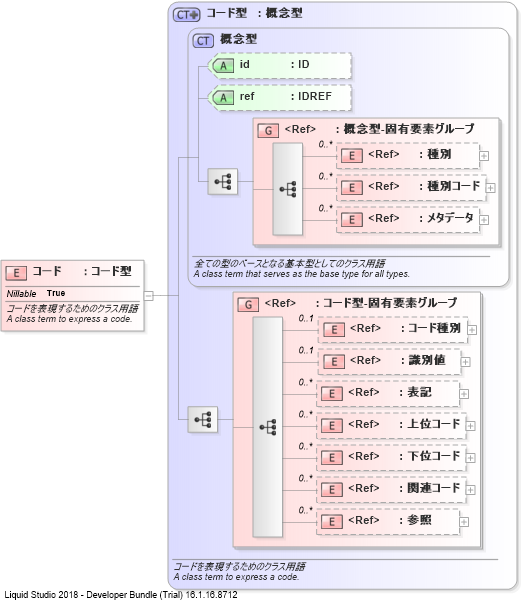 CT コード型 : 概念型
CT 概念型
A id : ID
A ref : IDREF
G <Ref> : 概念型-固有要素グループ
0..*
E <Ref> : 種別
0..*
E <Ref> : 種別コード
0..*
E <Ref> : メタデータ
全ての型のベースとなる基本型としてのクラス用語
A class term that serves as the base type for all types.
E コード : コード型
Nillable True
コードを表現するためのクラス用語
A class term to express a code.
G <Ref> : コード型-固有要素グループ
0..1
E <Ref> : コード種別
0..1
E <Ref> : 識別値
0..*
E <Ref> : 表記
0..*
E <Ref> : 上位コード
0..*
E <Ref> : 下位コード
0..*
E <Ref> : 関連コード
0..*
E <Ref> : 参照
コードを表現するためのクラス用語
A class term to express a code.
Liquid Studio 2018 - Developer Bundle (Trial) 16.1.16.8712